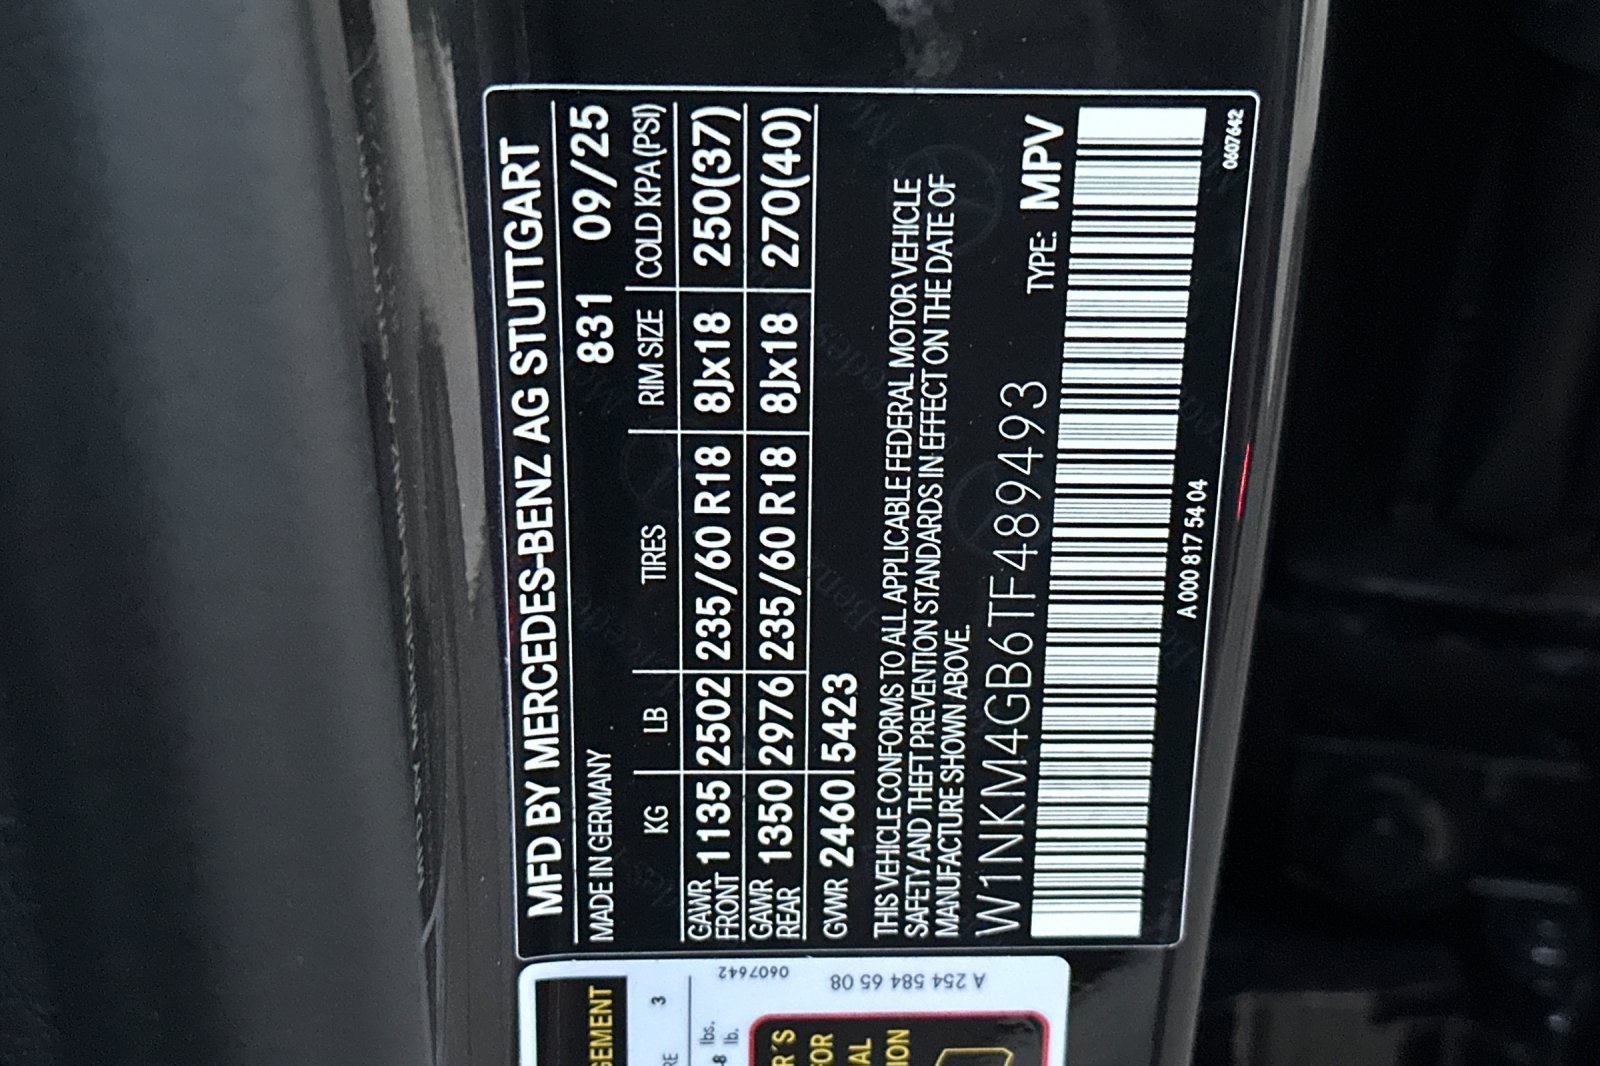 MFD BY MERCEDES-BENZ AG STUTTGART
MADE IN GERMANY 831 09/25
KG LB TIRES RIM SIZE COLD KPA (PSI)
GAWR FRONT 1135 2502 235/60 R18 8Jx18 250(37)
GAWR REAR 1350 2976 235/60 R18 8Jx18 270(40)
GVWR 2460 5423
THIS VEHICLE CONFORMS TO ALL APPLICABLE FEDERAL MOTOR VEHICLE
SAFETY AND THEFT PREVENTION STANDARDS IN EFFECT ON THE DATE OF
MANUFACTURE SHOWN ABOVE.
W1NKM4GB6TF489493 TYPE: MPV
A 000 817 54 04
0607642
0607642
A 254 584 65 08
3
lbs.
lb.